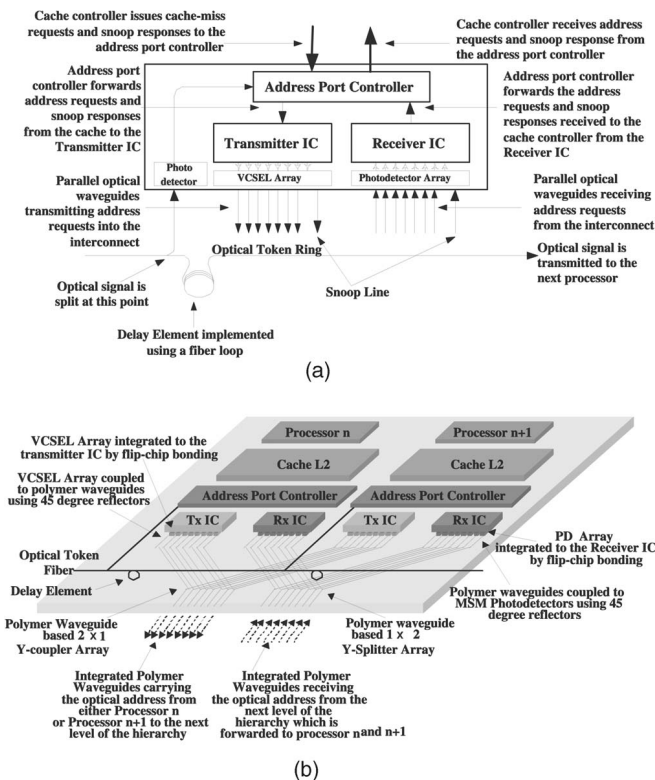 Cache controller issues cache-miss
requests and snoop responses to
the address port controller
Cache controller receives address
requests and snoop response from
the address port controller
Address port
controller forwards
address requests and
snoop responses
from the cache to the
Transmitter IC
Address Port Controller
Address port
controller forwards
the address
requests and snoop
responses received to
the cache controller from
the Receiver IC
Transmitter IC
Receiver IC
Photo
detector
VCSEL Array
Photodetector Array
Parallel optical
waveguides
transmitting address
requests into the
interconnect
Parallel optical
waveguides receiving
address requests
from the interconnect
Optical Token Ring
Optical signal is
split at this point
Snoop Line
Optical signal is
transmitted to the
next processor
Delay Element implemented
using a fiber loop
(a)
VCSEL Array integrated to the
transmitter IC by flip-chip bonding
VCSEL Array coupled
to polymer waveguides
using 45 degree reflectors
Processor n
Processor n+1
Cache L2
Cache L2
Address Port Controller
Address Port Controller
Tx IC
Rx IC
Tx IC
Rx IC
Optical Token
Fiber
Delay Element
PD Array
integrated to the Receiver IC
by flip-chip bonding
Polymer waveguides coupled to
MSM Photodetectors using 45
degree reflectors
Polymer Waveguide
based 2 × 1
Y-coupler Array
Polymer waveguide
based 1 × 2
Y-Splitter Array
Integrated Polymer
Waveguides carrying
the optical address from
either Processor n
or Processor n+1 to the next
level of the hierarchy
Integrated Polymer
Waveguides receiving
the optical address from the
next level of the
hierarchy which is
forwarded to processor n and n+1
(b)